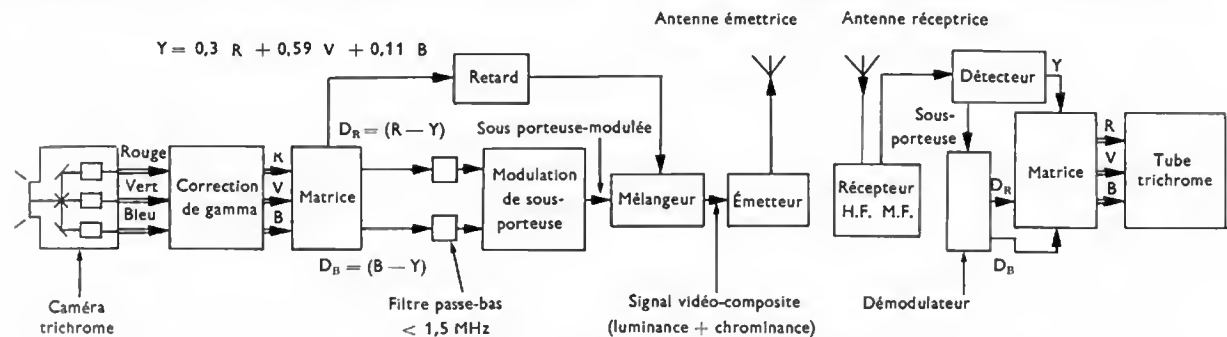 Antenne émettrice
Antenne réceptrice
Y = 0,3 R + 0,59 V + 0,11 B
Retard
Détecteur
Y
D_R = (R — Y)
Sous porteuse-modulée
Sous-
porteuse
Rouge
Vert
Bleu
Correction
de gamma
R
V
B
Matrice
Modulation
de sous-
porteuse
Mélangeur
Émetteur
Récepteur
H.F. M.F.
D_R
D_B
Matrice
R
V
B
Tube
trichrome
D_B = (B — Y)
Caméra
trichrome
Filtre passe-bas
< 1,5 MHz
Signal vidéo-composite
(luminance + chrominance)
Démodulateur